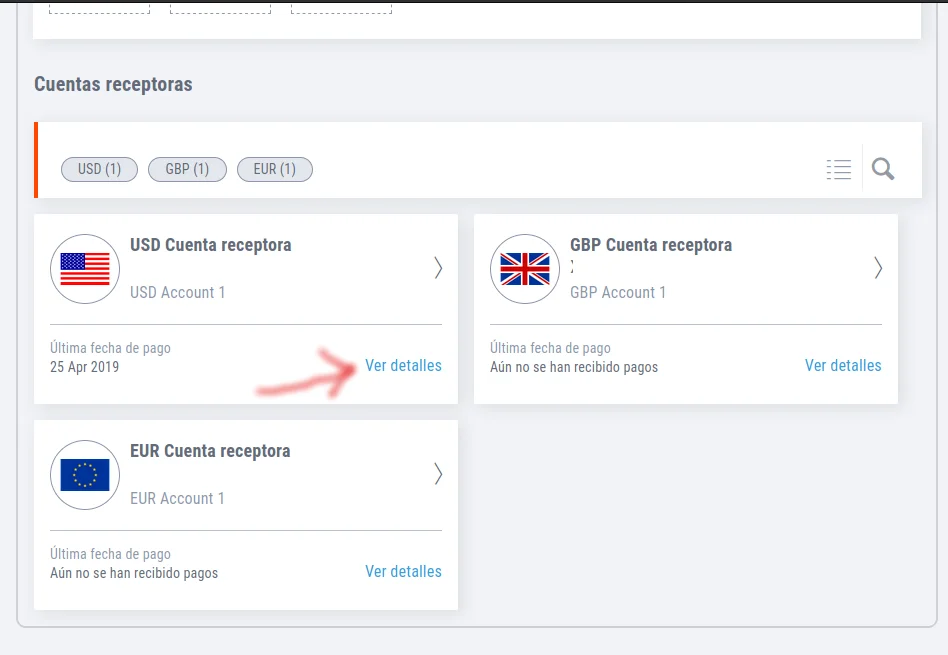 Cuentas receptoras
USD (1)
GBP (1)
EUR (1)
USD Cuenta receptora
USD Account 1
Última fecha de pago
25 Apr 2019
Ver detalles
GBP Cuenta receptora
GBP Account 1
Última fecha de pago
Aún no se han recibido pagos
Ver detalles
EUR Cuenta receptora
EUR Account 1
Última fecha de pago
Aún no se han recibido pagos
Ver detalles